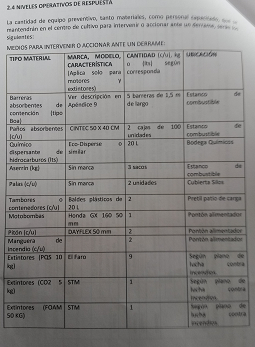 2.4 NIVELES OPERATIVOS DE RESPUESTA
La cantidad de equipo preventivo, tanto materiales, como personal capacitado, que se
mantendrán en el centro de cultivo para intervenir o accionar ante un derrame, serán los
siguientes:
MEDIOS PARA INTERVENIR O ACCIONAR ANTE UN DERRAME:
TIPO MATERIAL
MARCA, MODELO,
CARACTERÍSTICA
(Aplica solo para
motores y
extintores)
CANTIDAD (c/u), kg
o (lts) según
corresponda
UBICACIÓN
Barreras
absorbentes de
contención (tipo
Boa)
Ver descripción en
Apéndice 9
5 barreras de 1,5 m
de largo
Estanco de
combustible
Paños absorbentes
(c/u)
CINTEC 50 X 40 CM
2 cajas de 100
unidades
Estanco de
combustible
Químico
dispersante de
hidrocarburos (lts)
Eco-Disperse o
similar
20 L
Bodega Químicos
Aserrín (kg)
Sin marca
3 sacos
Estanco de
combustible
Palas (c/u)
Sin marca
2 unidades
Cubierta Silos
Tambores o
contenedores (c/u)
Baldes plásticos de
20 L
2
Pretil patio de carga
Motobombas
Honda GX 160 50
mm
1
Pontón alimentador
Pitón (c/u)
DAYFLEX 50 mm
2
Pontón alimentador
Manguera de
incendio (c/u)
2
Pontón alimentador
Extintores (PQS 10
kg)
El Faro
9
Según plano de
lucha contra
incendios
Extintores (CO2 5
kg)
STM
1
Según plano de
lucha contra
incendios
Extintores (FOAM
50 KG)
STM
1
Según plano de
lucha contra
incendios